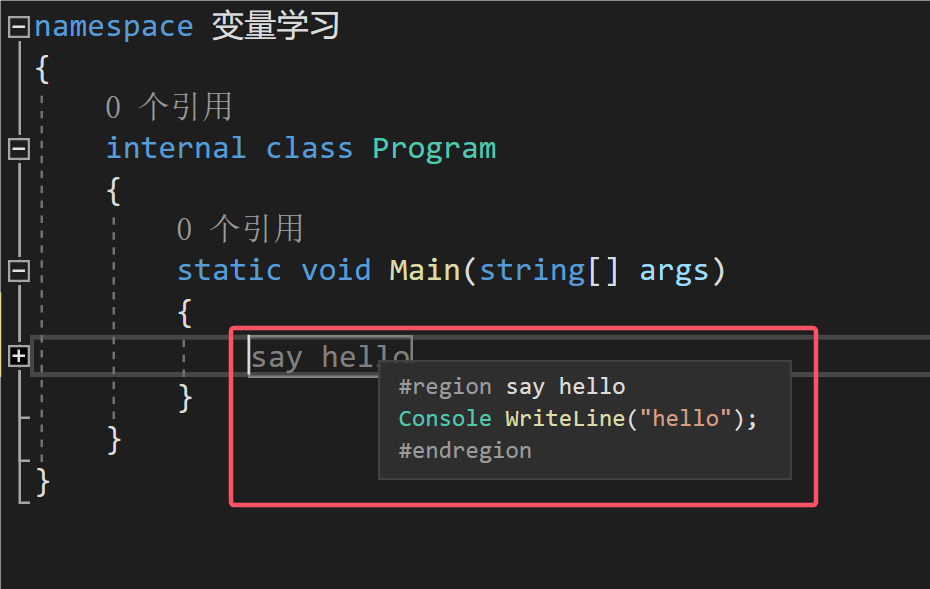 namespace 变量学习
{
0 个引用
internal class Program
{
0 个引用
static void Main(string[] args)
{
say hello
#region say hello
Console WriteLine("hello");
#endregion
}
}
}